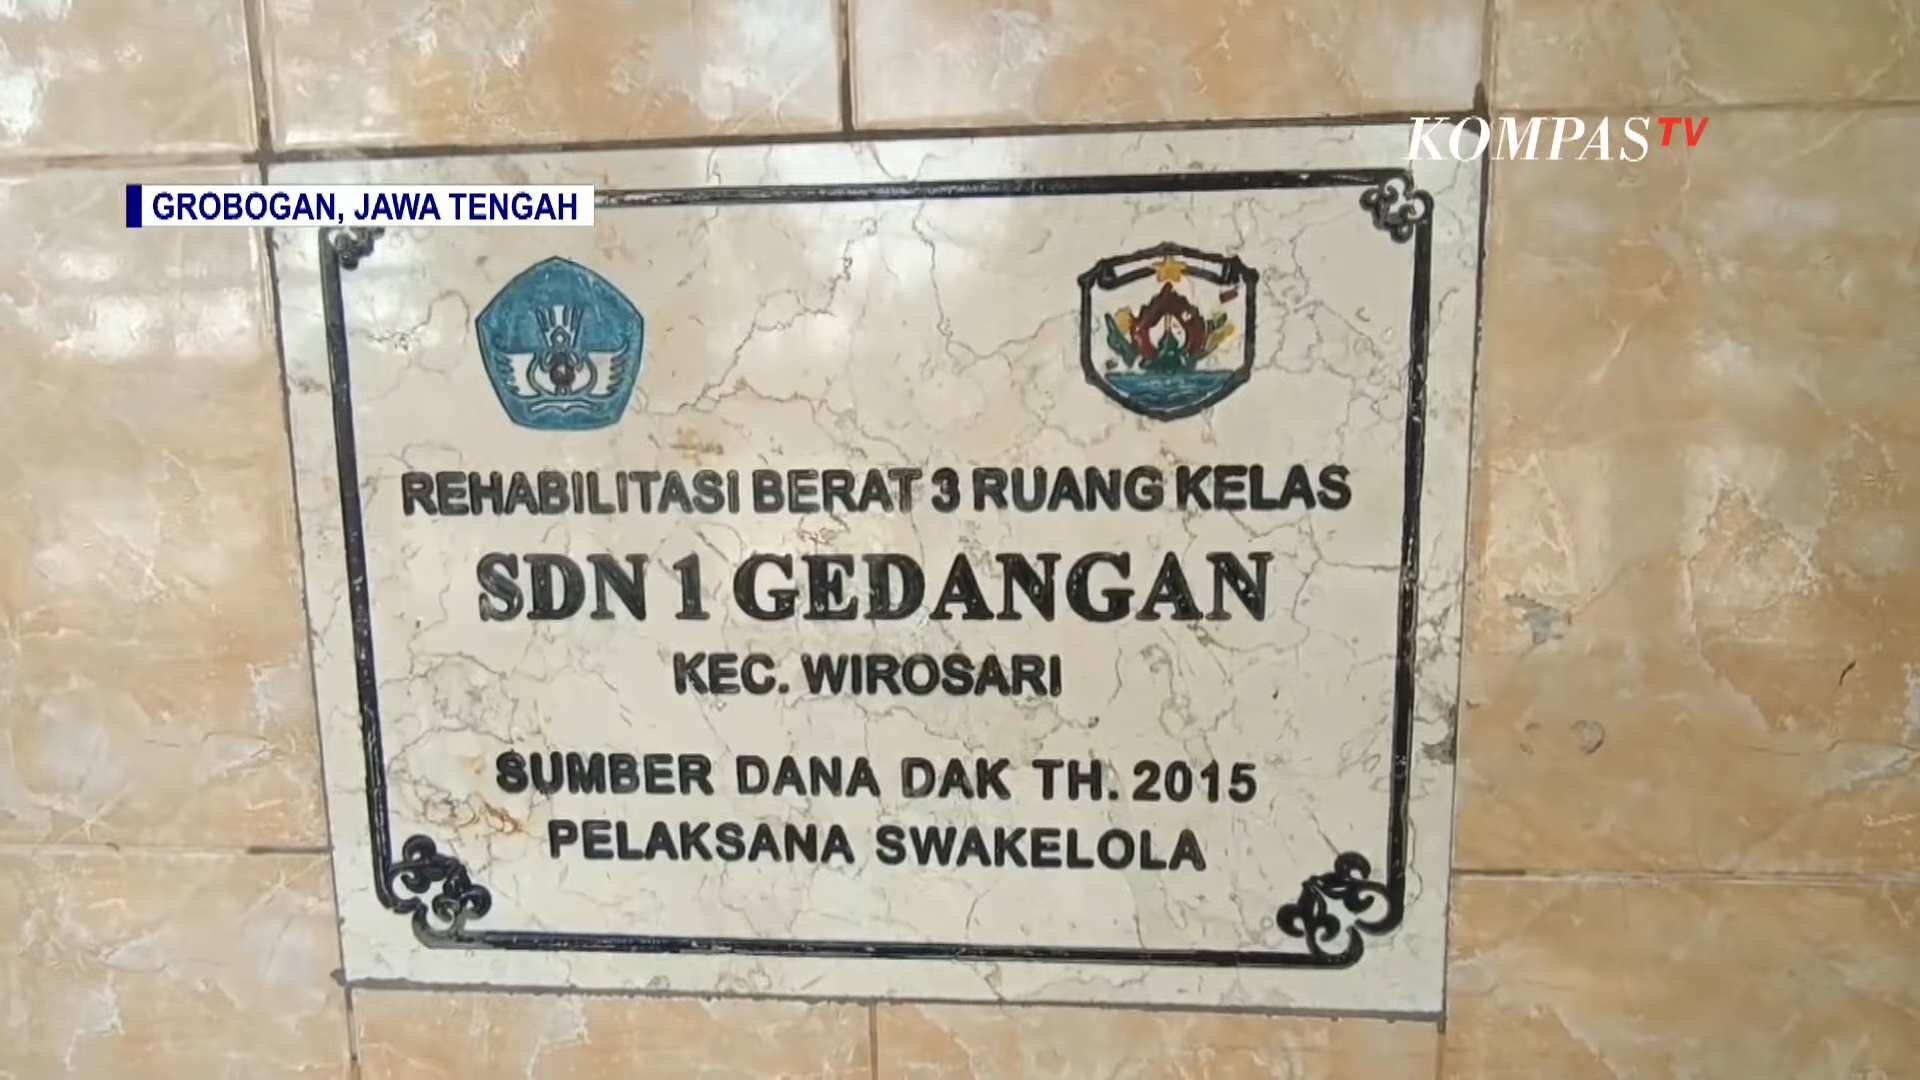 KOMPAS TV
GROBOGAN, JAWA TENGAH
REHABILITASI BERAT 3 RUANG KELAS
SDN 1 GEDANGAN
KEC. WIROSARI
SUMBER DANA DAK TH. 2015
PELAKSANA SWAKELOLA